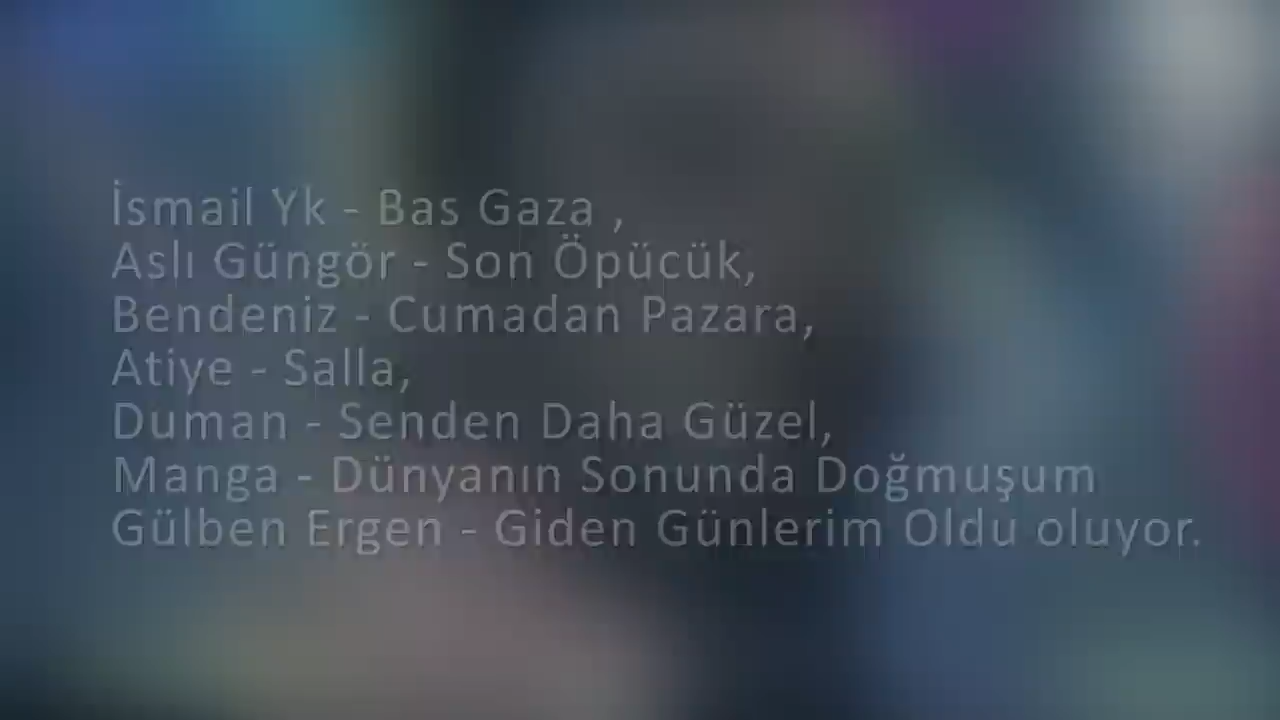 İsmail Yk - Bas Gaza ,
Aslı Güngör - Son Öpücük,
Bendeniz - Cumadan Pazara,
Atiye - Salla,
Duman - Senden Daha Güzel,
Manga - Dünyanın Sonunda Doğmuşum
Gülben Ergen - Giden Günlerim Oldu oluyor.